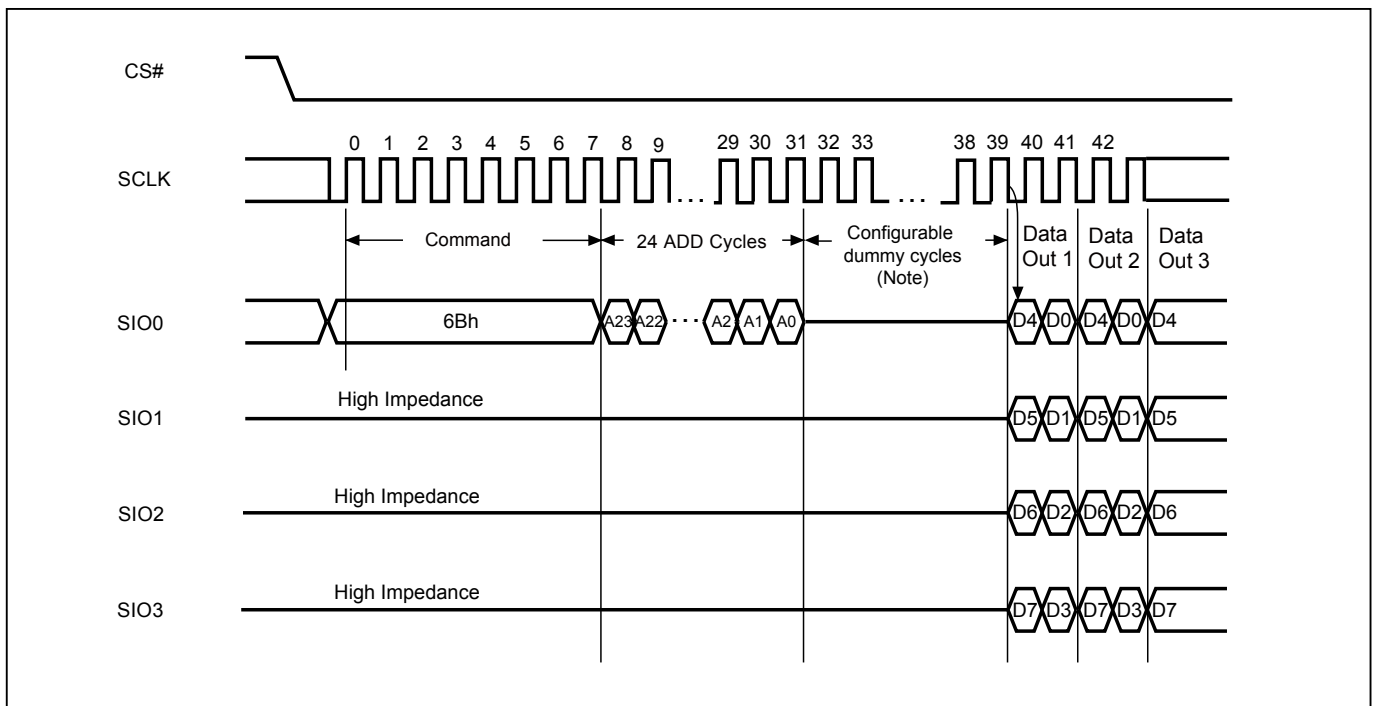 CS#
0 1 2 3 4 5 6 7 8 9 29 30 31 32 33 38 39 40 41 42
SCLK
Command
24 ADD Cycles
Configurable
dummy cycles
(Note)
Data
Out 1
Data
Out 2
Data
Out 3
SIO0
6Bh
A23 A22 A2 A1 A0
D4 D0 D4 D0 D4
High Impedance
SIO1
D5 D1 D5 D1 D5
High Impedance
SIO2
D6 D2 D6 D2 D6
High Impedance
SIO3
D7 D3 D7 D3 D7